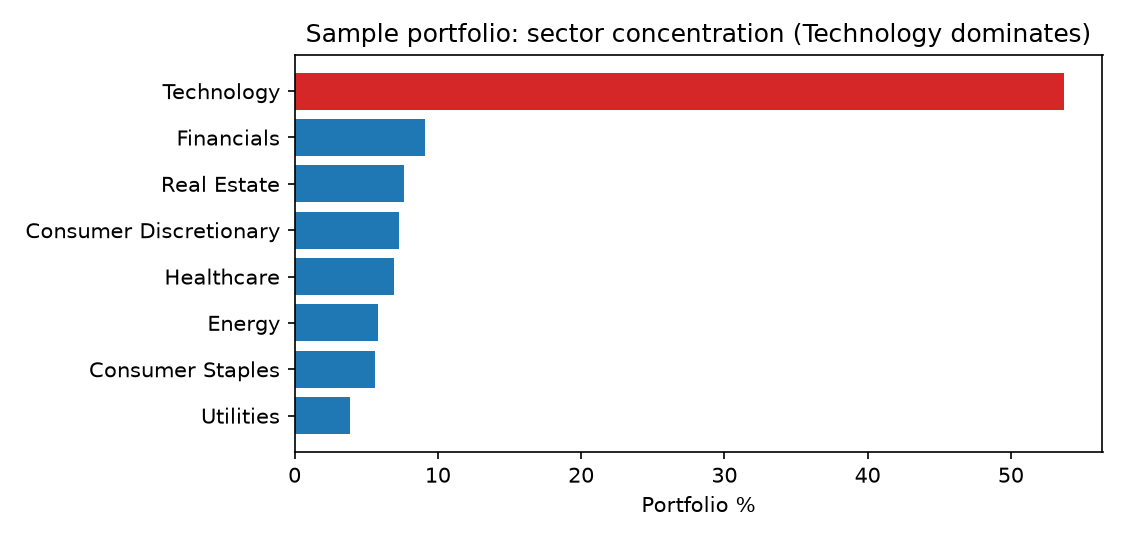 Sample portfolio: sector concentration (Technology dominates)
Technology
Financials
Real Estate
Consumer Discretionary
Healthcare
Energy
Consumer Staples
Utilities
0 10 20 30 40 50
Portfolio %